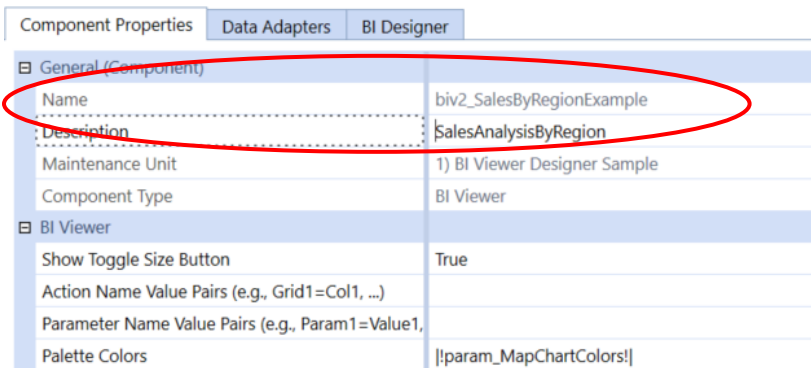 Component Properties Data Adapters BI Designer
General (Component)
Name biv2_SalesByRegionExample
Description SalesAnalysisByRegion
Maintenance Unit 1) BI Viewer Designer Sample
Component Type BI Viewer
BI Viewer
Show Toggle Size Button True
Action Name Value Pairs (e.g., Grid1=Col1, ...)
Parameter Name Value Pairs (e.g., Param1=Value1,
Palette Colors |!param_MapChartColors!|